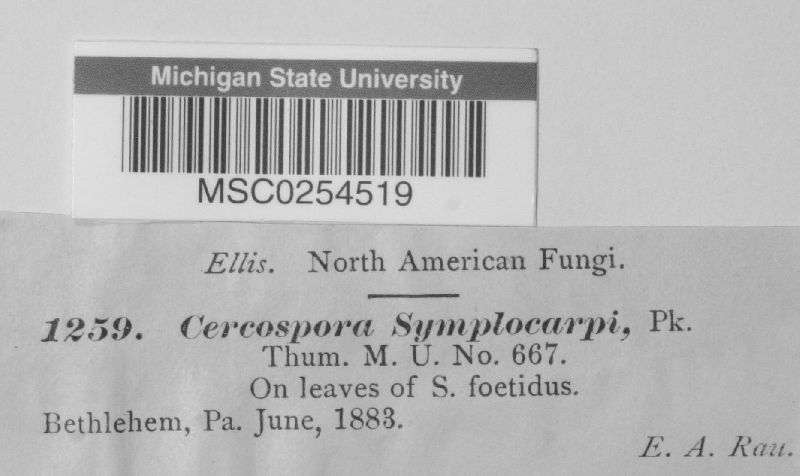 Michigan State University
MSC0254519
Ellis. North American Fungi.
1259. Cercospora Symplocarpi, Pk.
Thum. M. U. No. 667.
On leaves of S. foetidus.
Bethlehem, Pa. June, 1883.
E. A. Rau.